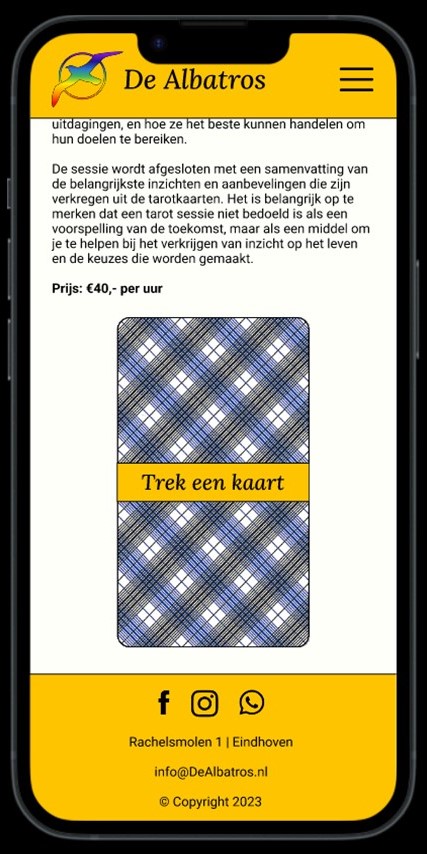 De Albatros
uitdagingen, en hoe ze het beste kunnen handelen om
hun doelen te bereiken.
De sessie wordt afgesloten met een samenvatting van
de belangrijkste inzichten en aanbevelingen die zijn
verkregen uit de tarotkaarten. Het is belangrijk op te
merken dat een tarot sessie niet bedoeld is als een
voorspelling van de toekomst, maar als een middel om
je te helpen bij het verkrijgen van inzicht op het leven
en de keuzes die worden gemaakt.
Prijs: €40,- per uur
Trek een kaart
Rachelsmolen 1 | Eindhoven
info@DeAlbatros.nl
© Copyright 2023